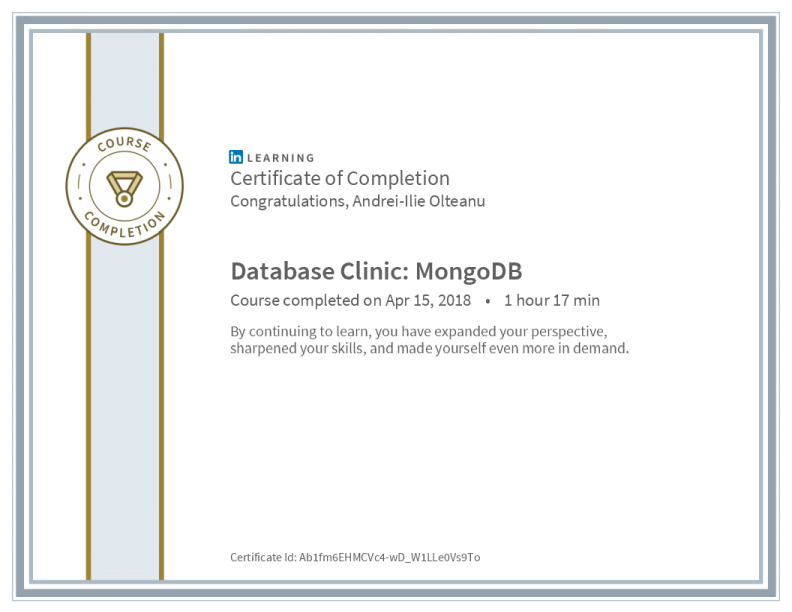 COURSE
COMPLETION
in LEARNING
Certificate of Completion
Congratulations, Andrei-Ilie Olteanu
Database Clinic: MongoDB
Course completed on Apr 15, 2018 • 1 hour 17 min
By continuing to learn, you have expanded your perspective,
sharpened your skills, and made yourself even more in demand.
Certificate Id: Ab1fm6EHMCVc4-wD_W1LLe0Vs9To